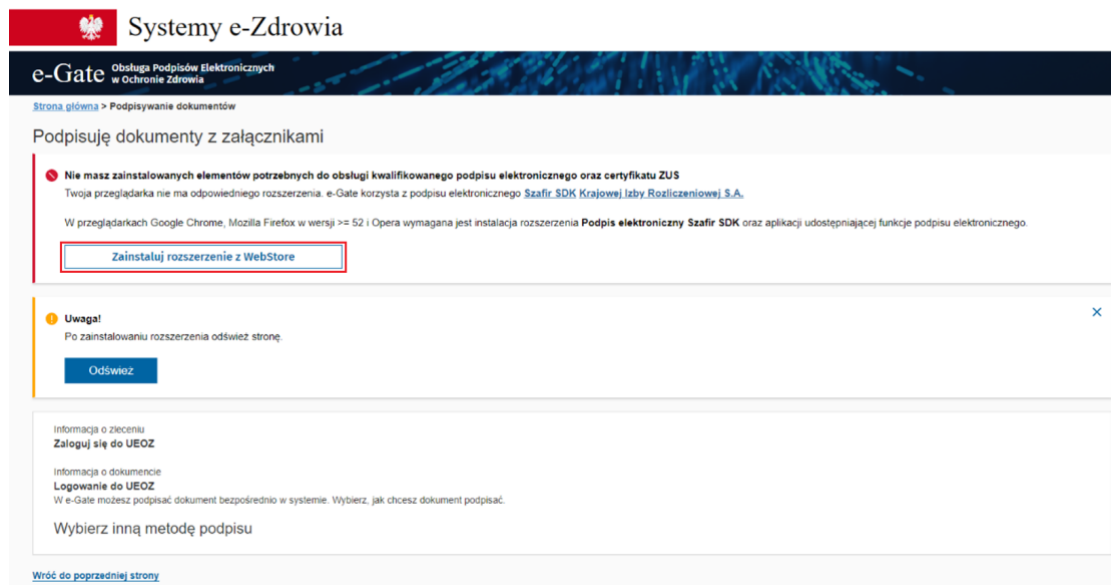 Systemy e-Zdrowia
e-Gate Obsługa Podpisów Elektronicznych
w Ochronie Zdrowia
Strona główna > Podpisywanie dokumentów
Podpisuję dokumenty z załącznikami
Nie masz zainstalowanych elementów potrzebnych do obsługi kwalifikowanego podpisu elektronicznego oraz certyfikatu ZUS
Twoja przeglądarka nie ma odpowiedniego rozszerzenia. e-Gate korzysta z podpisu elektronicznego Szafir SDK Krajowej Izby Rozliczeniowej S.A.
W przeglądarkach Google Chrome, Mozilla Firefox w wersji >= 52 i Opera wymagana jest instalacja rozszerzenia Podpis elektroniczny Szafir SDK oraz aplikacji udostępniającej funkcje podpisu elektronicznego.
Zainstaluj rozszerzenie z WebStore
Uwaga!
Po zainstalowaniu rozszerzenia odśwież stronę.
Odśwież
Informacja o zleceniu
Zaloguj się do UEOZ
Informacja o dokumencie
Logowanie do UEOZ
W e-Gate możesz podpisać dokument bezpośrednio w systemie. Wybierz, jak chcesz dokument podpisać.
Wybierz inną metodę podpisu
Wróć do poprzedniej strony